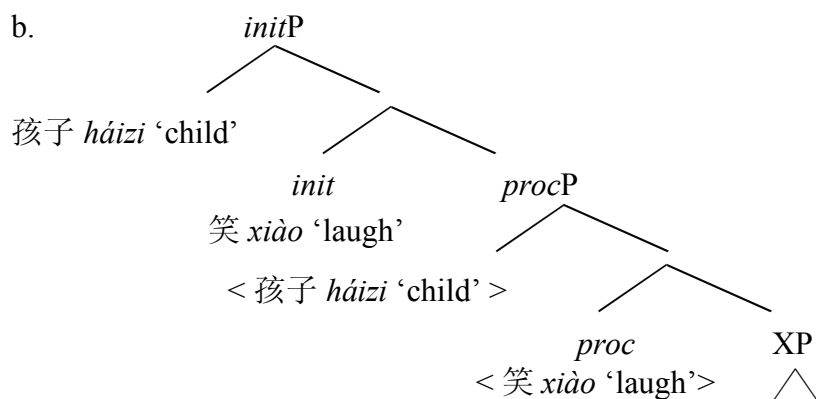 b. initP
孩子 háizi ‘child’
init procP
笑 xiào ‘laugh’
< 孩子 háizi ‘child’ >
proc XP
< 笑 xiào ‘laugh’>